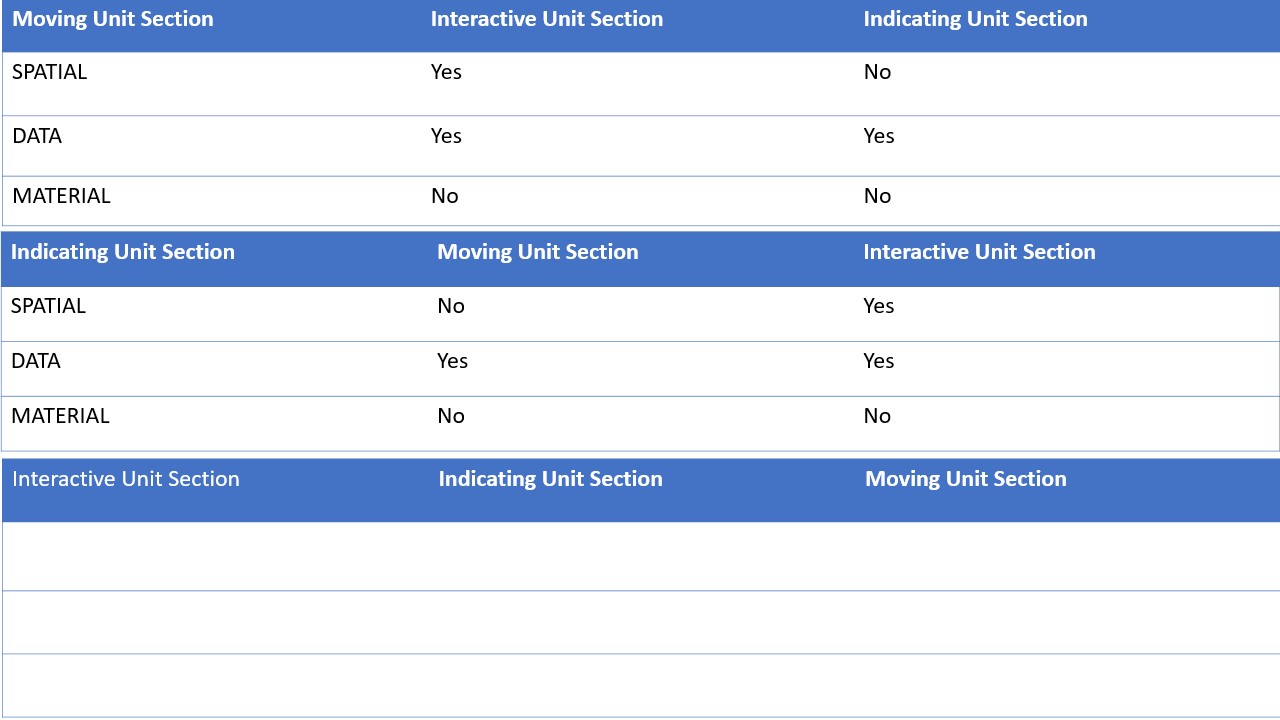 Moving Unit Section Interactive Unit Section Indicating Unit Section
SPATIAL Yes No
DATA Yes Yes
MATERIAL No No
Indicating Unit Section Moving Unit Section Interactive Unit Section
SPATIAL No Yes
DATA Yes Yes
MATERIAL No No
Interactive Unit Section Indicating Unit Section Moving Unit Section